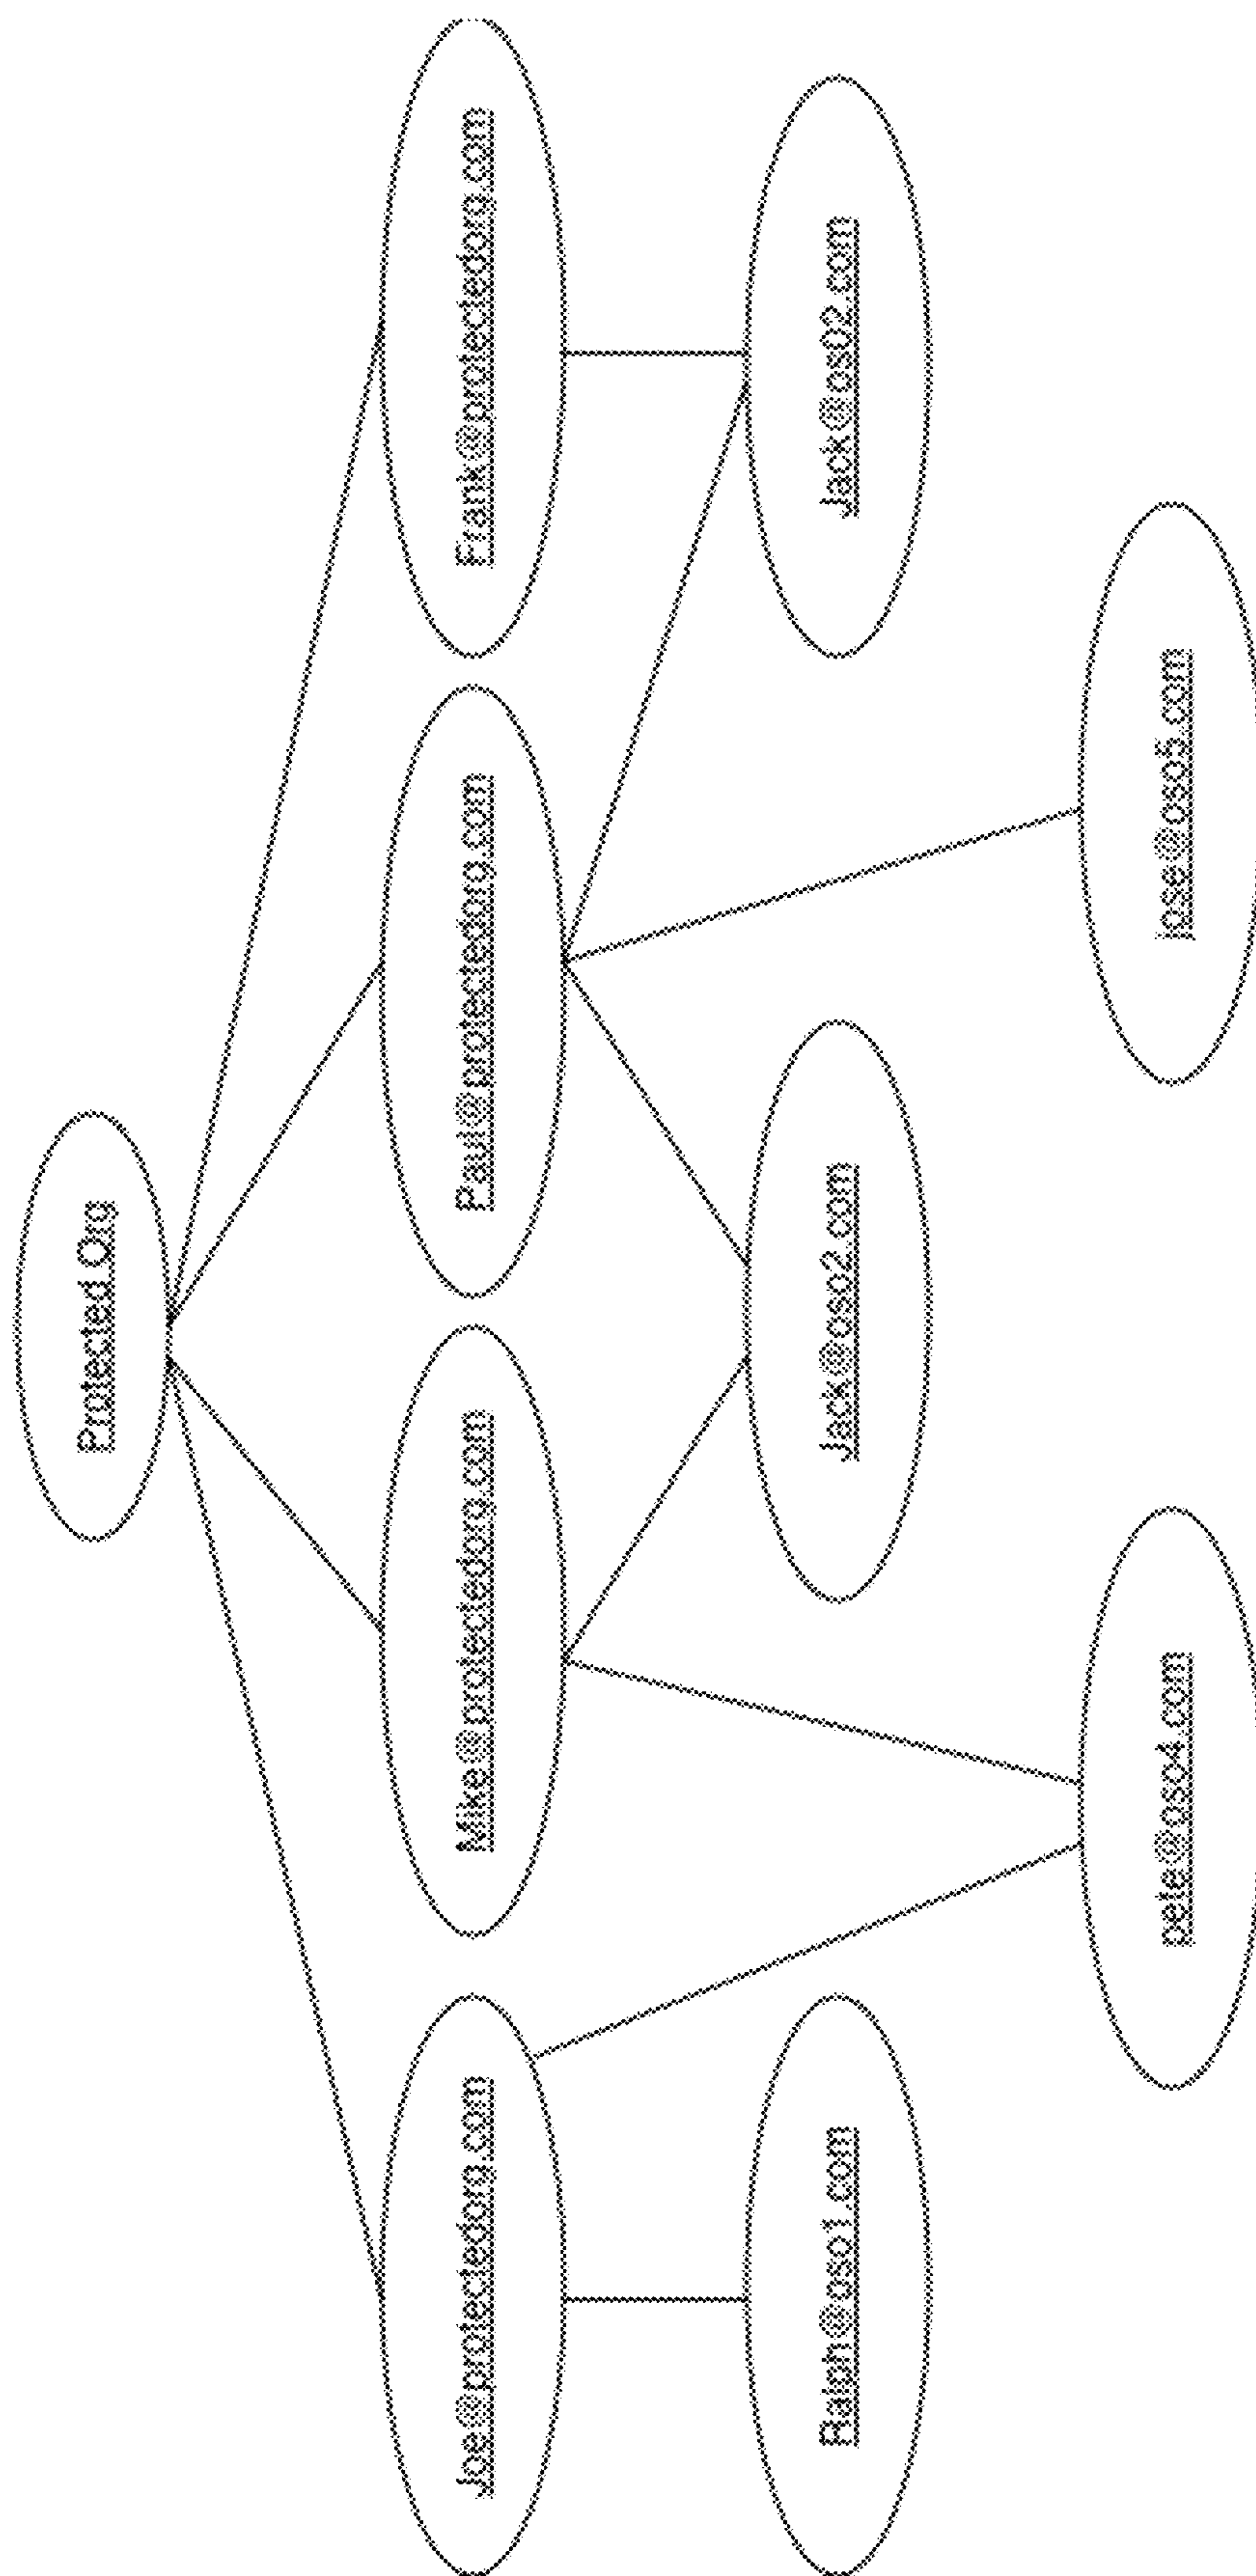 Protected Org
Joe@protectedorg.com
Mike@protectedorg.com
Paul@protectedorg.com
Frank@protectedorg.com
Ralph@oso1.com
Jack@oso2.com
Jack@os02.com
pete@oso4.com
jose@oso5.com